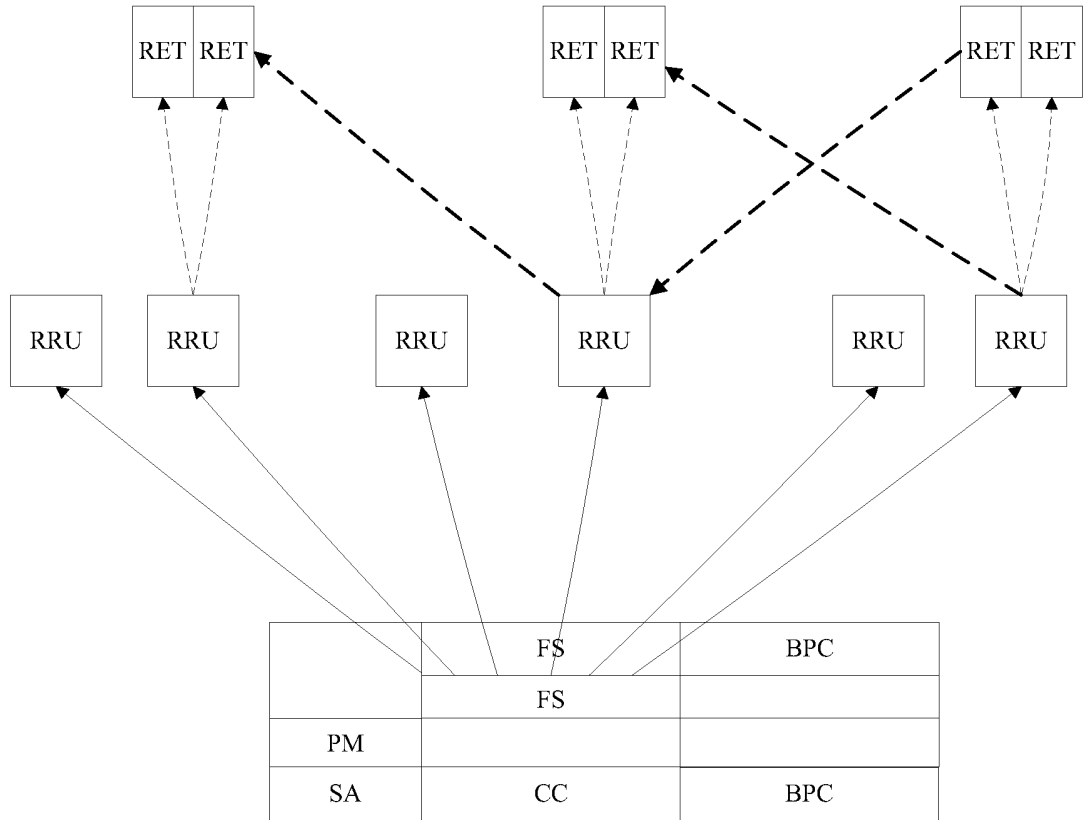 RET RET RET RET RET RET
RRU RRU RRU RRU RRU RRU
FS BPC
FS
PM
SA CC BPC